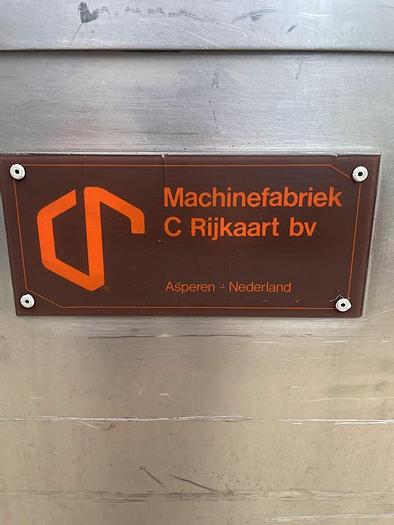 Machinefabriek
C Rijkaart bv
Asperen - Nederland